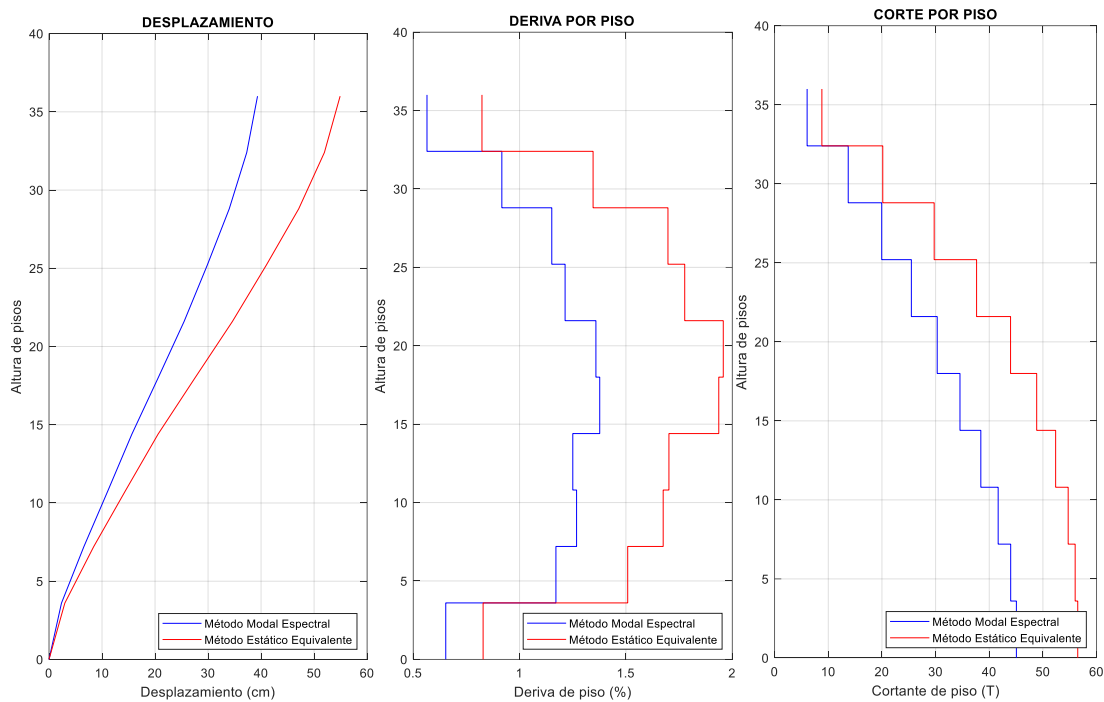 DESPLAZAMIENTO
40
35
30
25
20
15
10
5
0
Altura de pisos
0 10 20 30 40 50 60
Desplazamiento (cm)
Método Modal Espectral
Método Estático Equivalente
DERIVA POR PISO
40
35
30
25
20
15
10
5
0
Altura de pisos
0.5 1 1.5 2
Deriva de piso (%)
Método Modal Espectral
Método Estático Equivalente
CORTE POR PISO
40
35
30
25
20
15
10
5
0
Altura de pisos
0 10 20 30 40 50 60
Cortante de piso (T)
Método Modal Espectral
Método Estático Equivalente